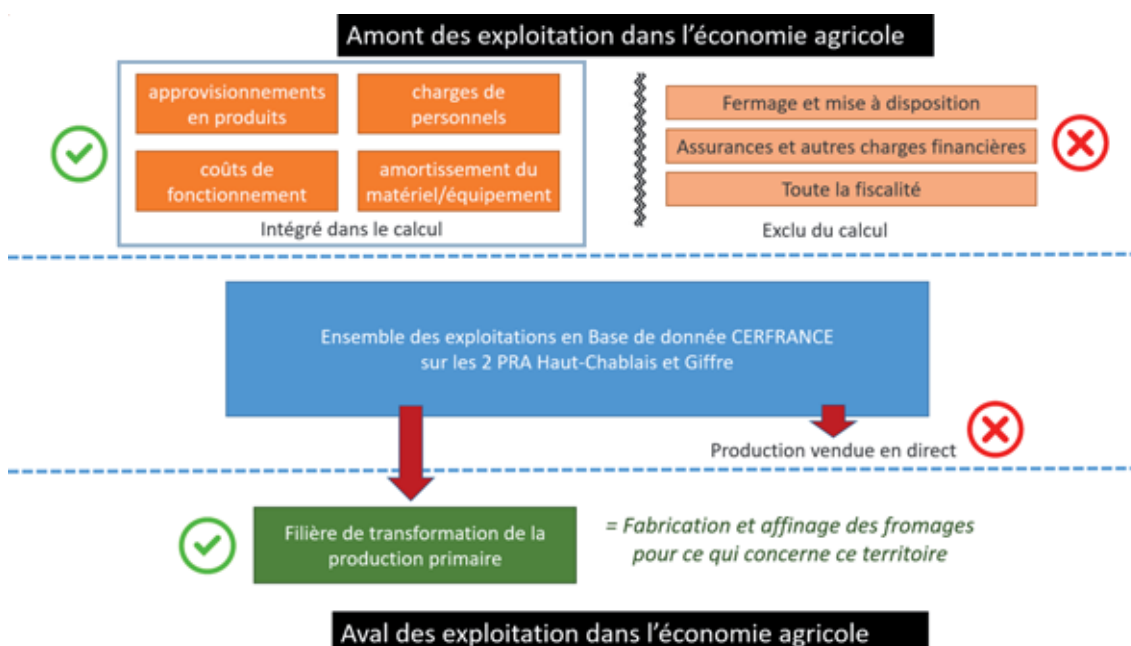 Amont des exploitation dans l'économie agricole
approvisionnements
en produits
charges de
personnels
coûts de
fonctionnement
amortissement du
matériel/équipement
Intégré dans le calcul
Fermage et mise à disposition
Assurances et autres charges financières
Toute la fiscalité
Exclu du calcul
Ensemble des exploitations en Base de donnée CERFRANCE
sur les 2 PRA Haut-Chablais et Giffre
Production vendue en direct
Filière de transformation de la
production primaire
= Fabrication et affinage des fromages
pour ce qui concerne ce territoire
Aval des exploitation dans l'économie agricole